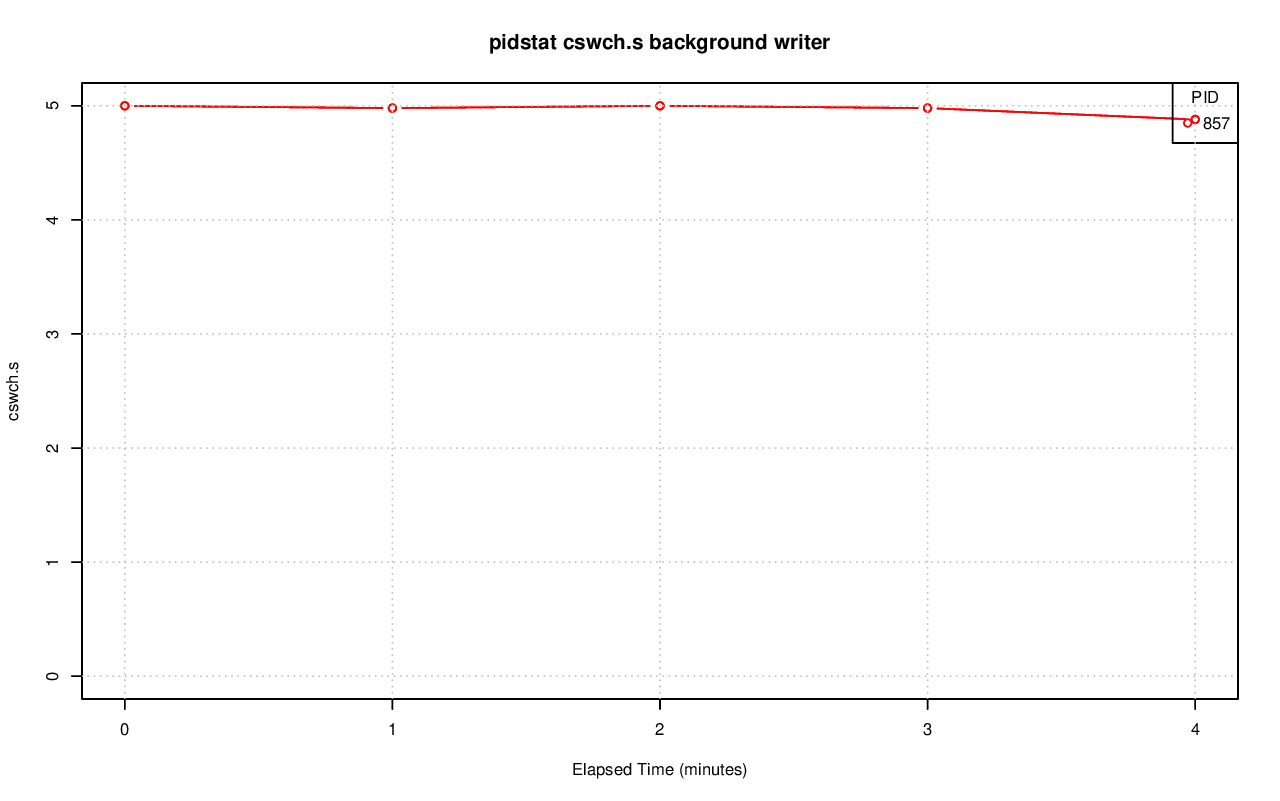 pidstat cswch.s background writer
PID
857
5
4
3
2
1
0
cswch.s
0 1 2 3 4
Elapsed Time (minutes)